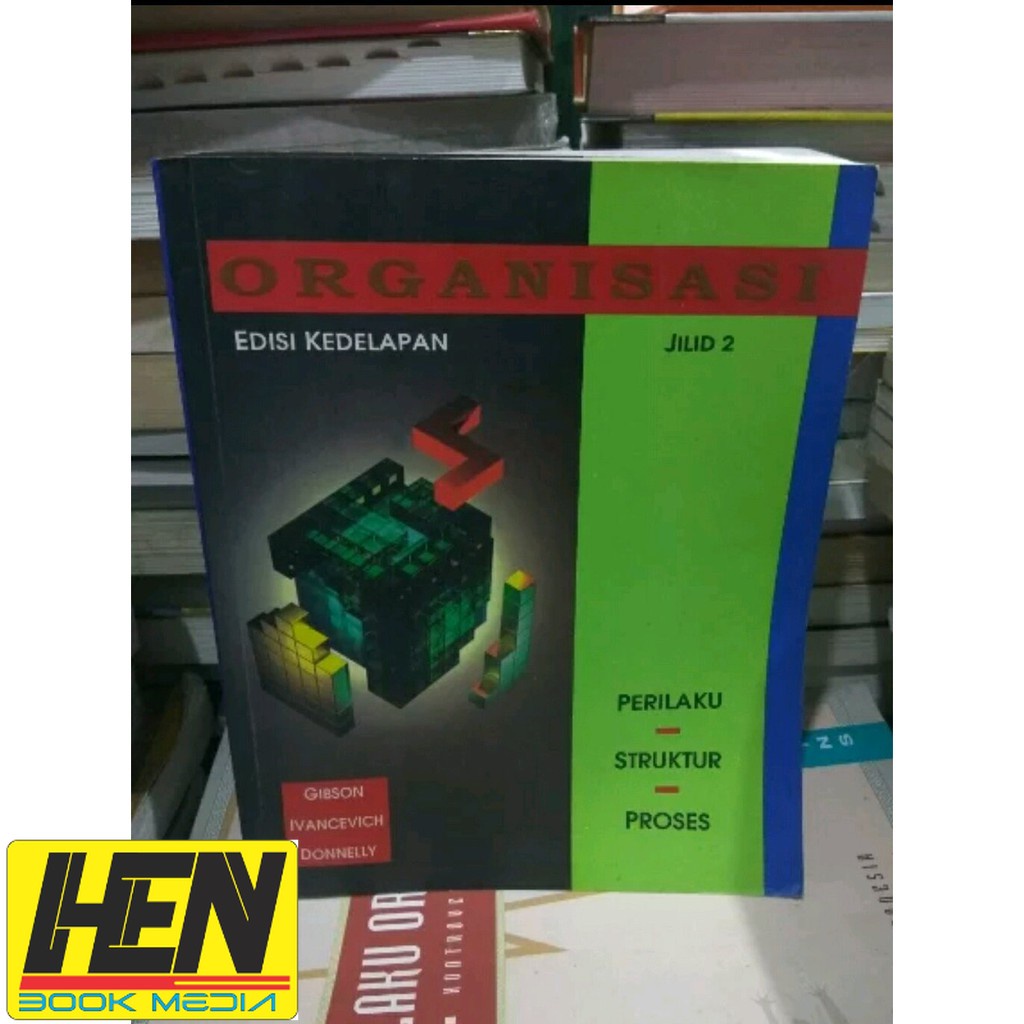 ORGANISASI
EDISI KEDELAPAN
JILID 2
PERILAKU
STRUKTUR
PROSES
GIBSON
IVANCEVICH
DONNELLY
HEN
BOOK MEDIA